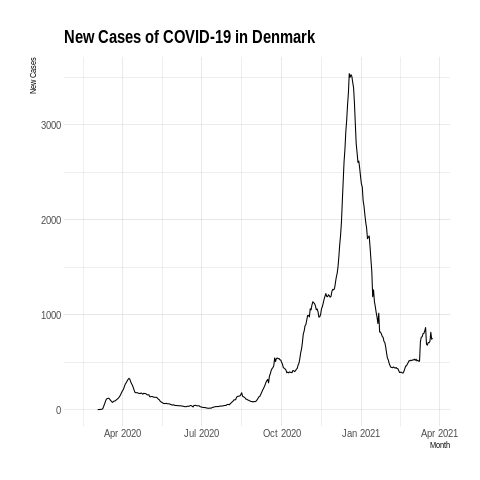 New Cases of COVID-19 in Denmark
New Cases
3000
2000
1000
0
Apr 2020 Jul 2020 Oct 2020 Jan 2021 Apr 2021
Month